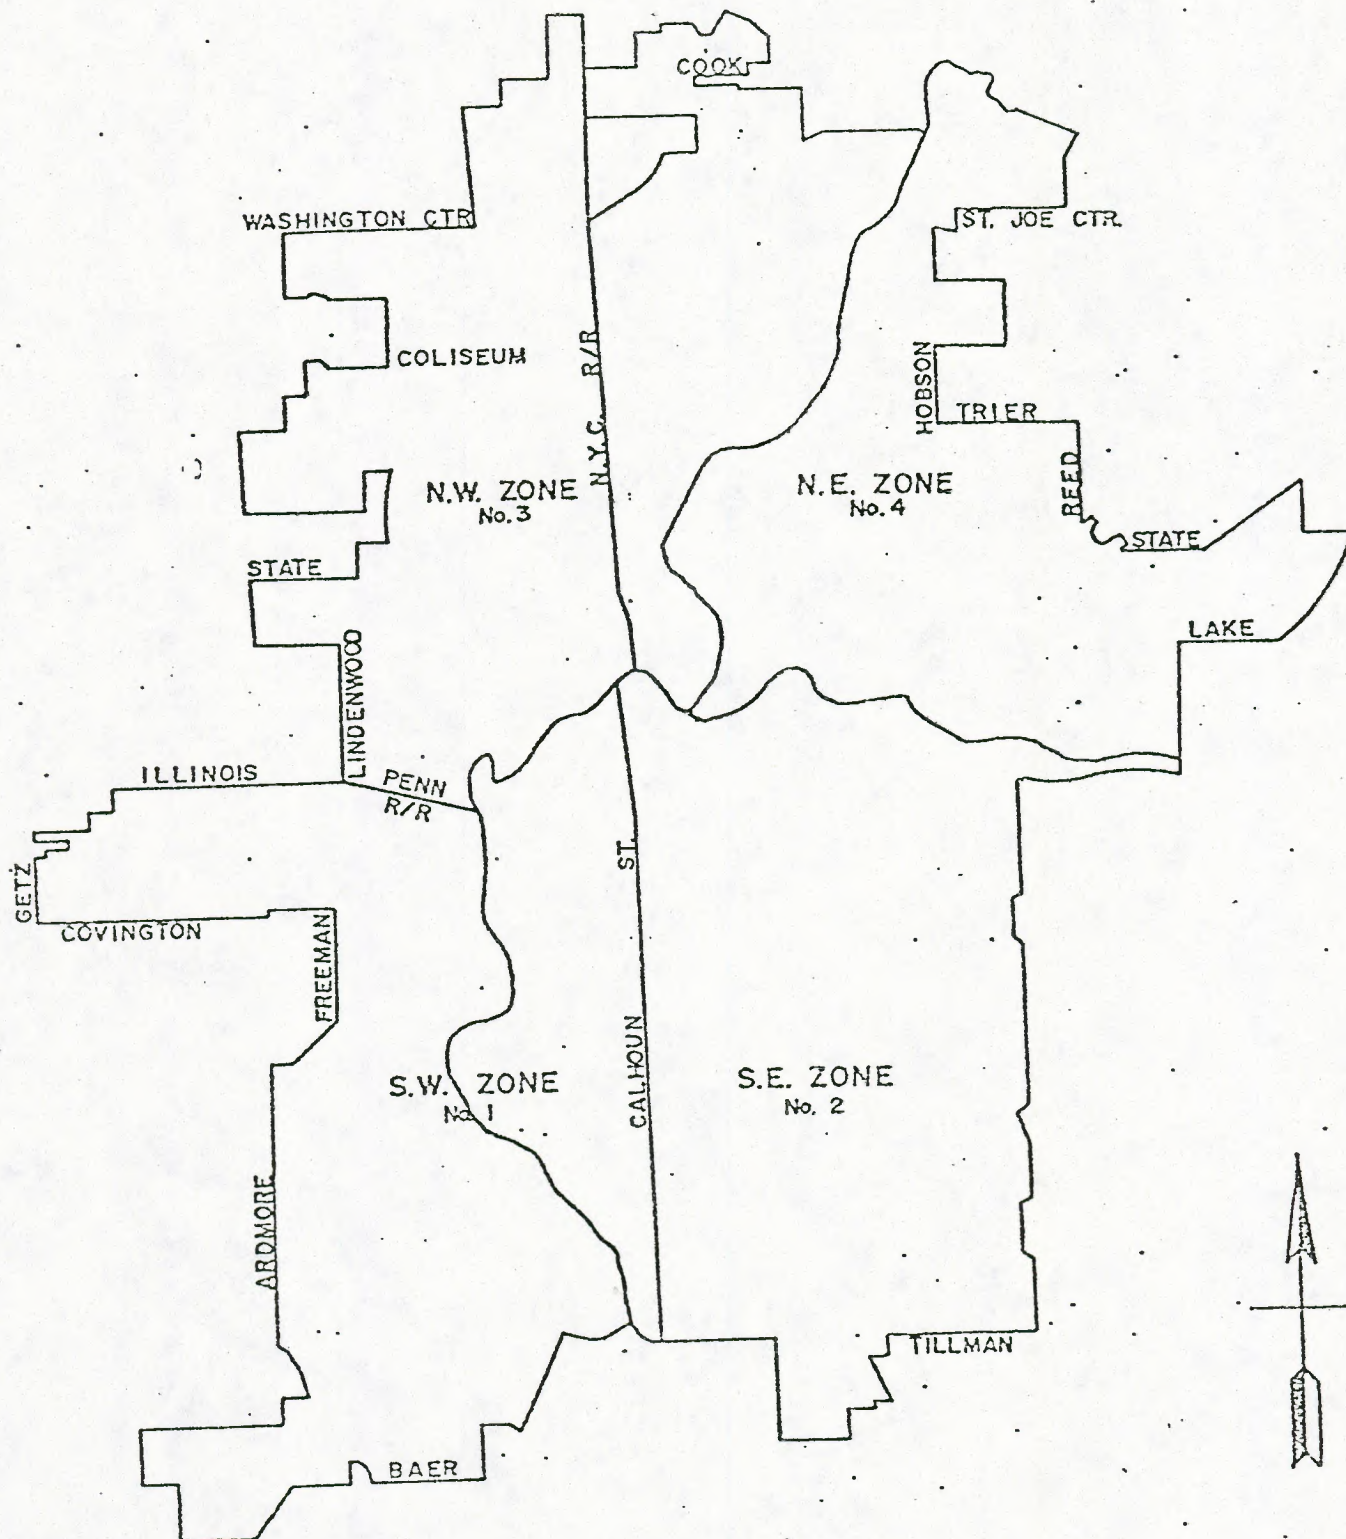 COOK
WASHINGTON CTR
ST. JOE CTR.
COLISEUM
N.Y.C. R/R
HOBSON
TRIER
REED
N.W. ZONE
No. 3
N.E. ZONE
No. 4
STATE
STATE
LAKE
LINDENWOOD
ILLINOIS
PENN
R/R
GETZ
COVINGTON
FREEMAN
CALHOUN ST.
S.W. ZONE
No. 1
S.E. ZONE
No. 2
ARDMORE
TILLMAN
BAER